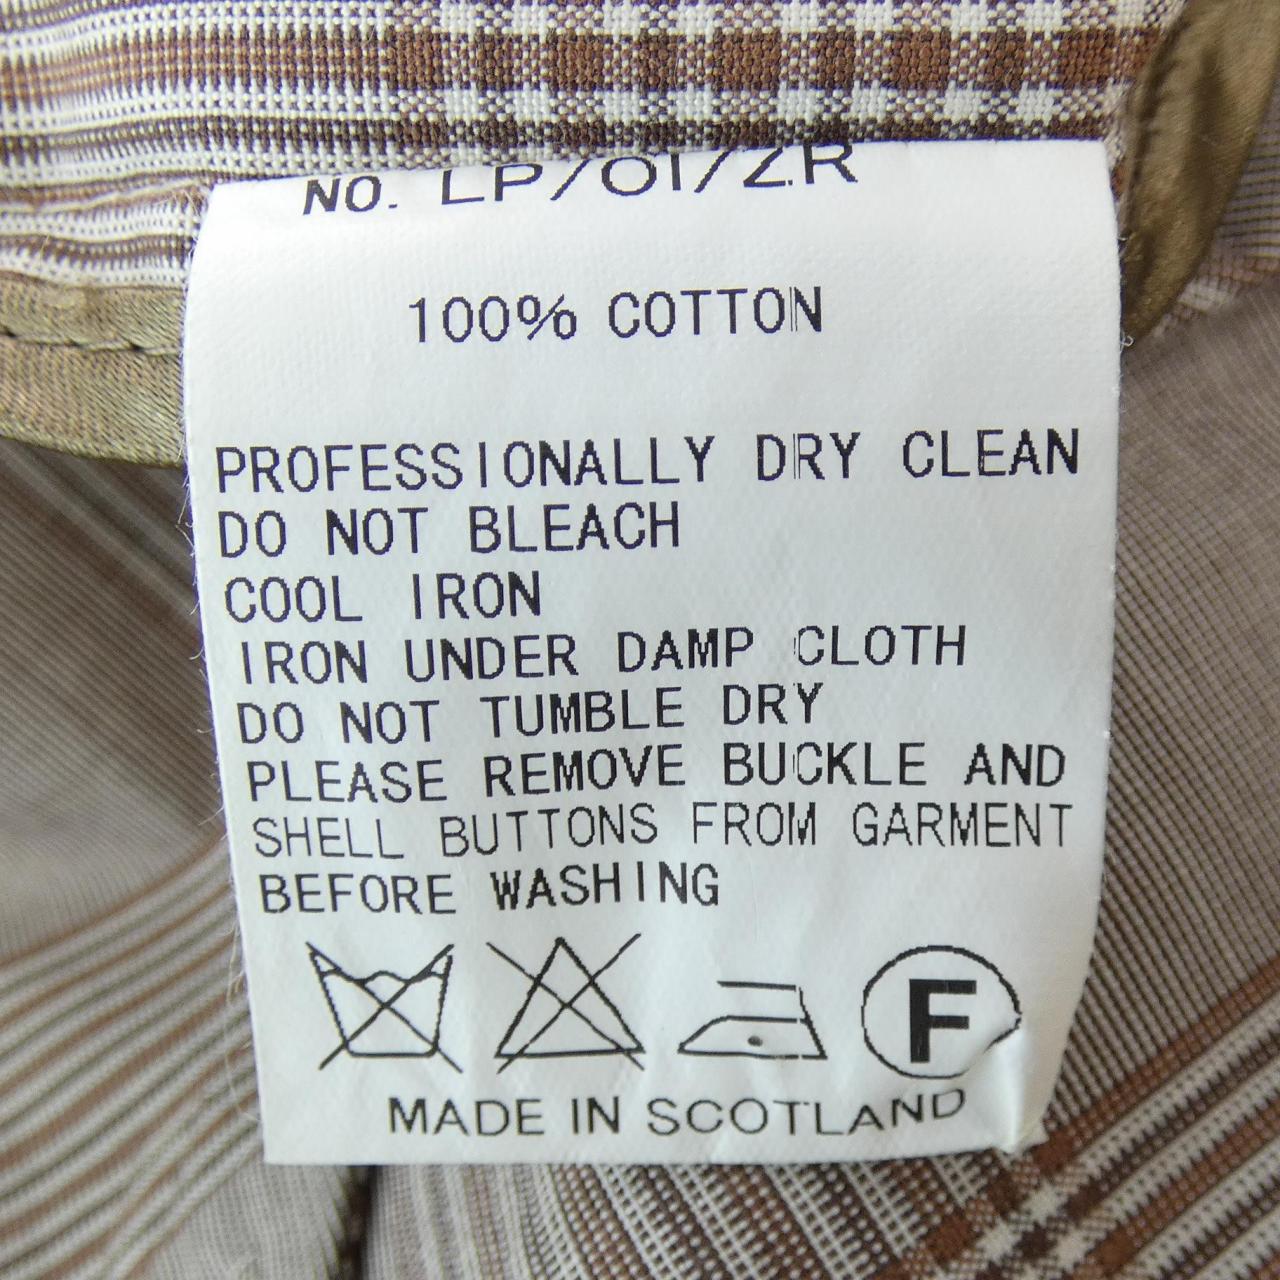 NO. LP/01/ZR
100% COTTON
PROFESSIONALLY DRY CLEAN
DO NOT BLEACH
COOL IRON
IRON UNDER DAMP CLOTH
DO NOT TUMBLE DRY
PLEASE REMOVE BUCKLE AND
SHELL BUTTONS FROM GARMENT
BEFORE WASHING
F
MADE IN SCOTLAND